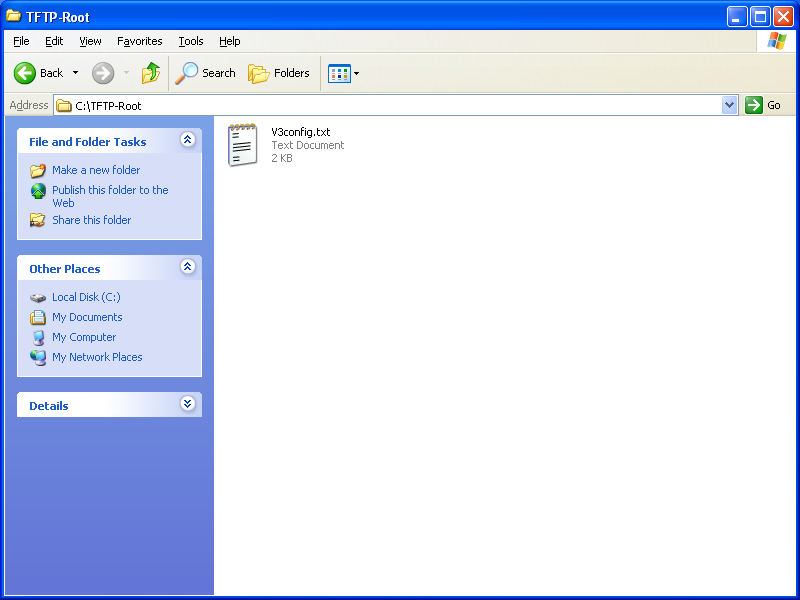 TFTP-Root
File Edit View Favorites Tools Help
Back Search Folders
Address C:\TFTP-Root Go
File and Folder Tasks
Make a new folder
Publish this folder to the
Web
Share this folder
Other Places
Local Disk (C:)
My Documents
My Computer
My Network Places
Details
V3config.txt
Text Document
2 KB